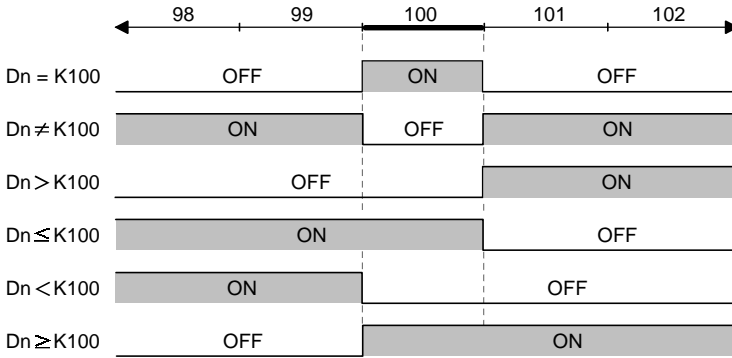 98 99 100 101 102
Dn = K100 OFF ON OFF
Dn ≠ K100 ON OFF ON
Dn > K100 OFF ON
Dn ≤ K100 ON OFF
Dn < K100 ON OFF
Dn ≥ K100 OFF ON